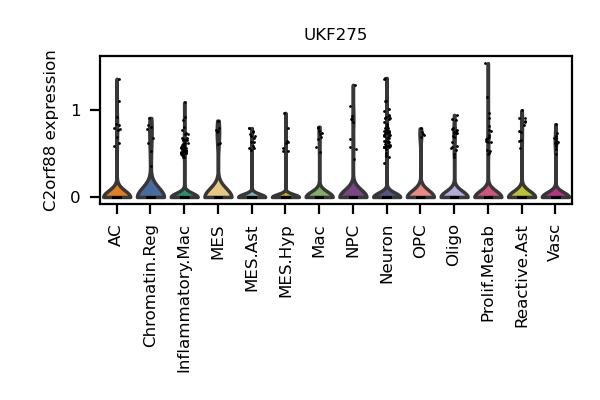 UKF275
C2orf88 expression
1
0
AC
Chromatin.Reg
Inflammatory.Mac
MES
MES.Ast
MES.Hyp
Mac
NPC
Neuron
OPC
Oligo
Prolif.Metab
Reactive.Ast
Vasc